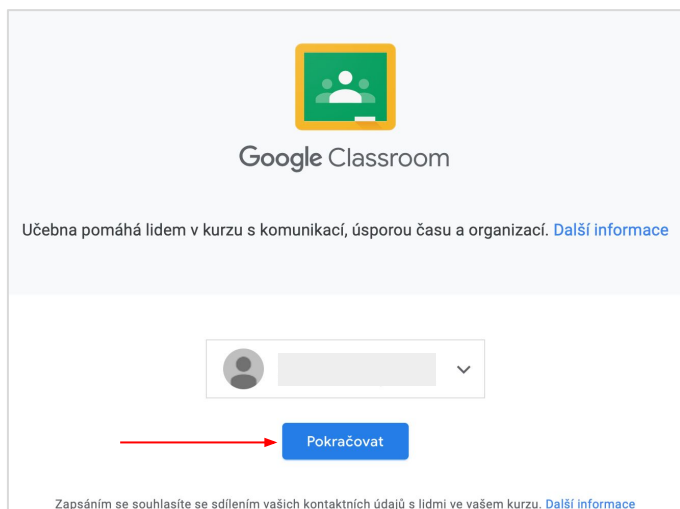 Google Classroom
Učebna pomáhá lidem v kurzu s komunikací, úsporou času a organizací. Další informace
Pokračovat
Zapsáním se souhlasíte se sdílením vašich kontaktních údajů s lidmi ve vašem kurzu. Další informace